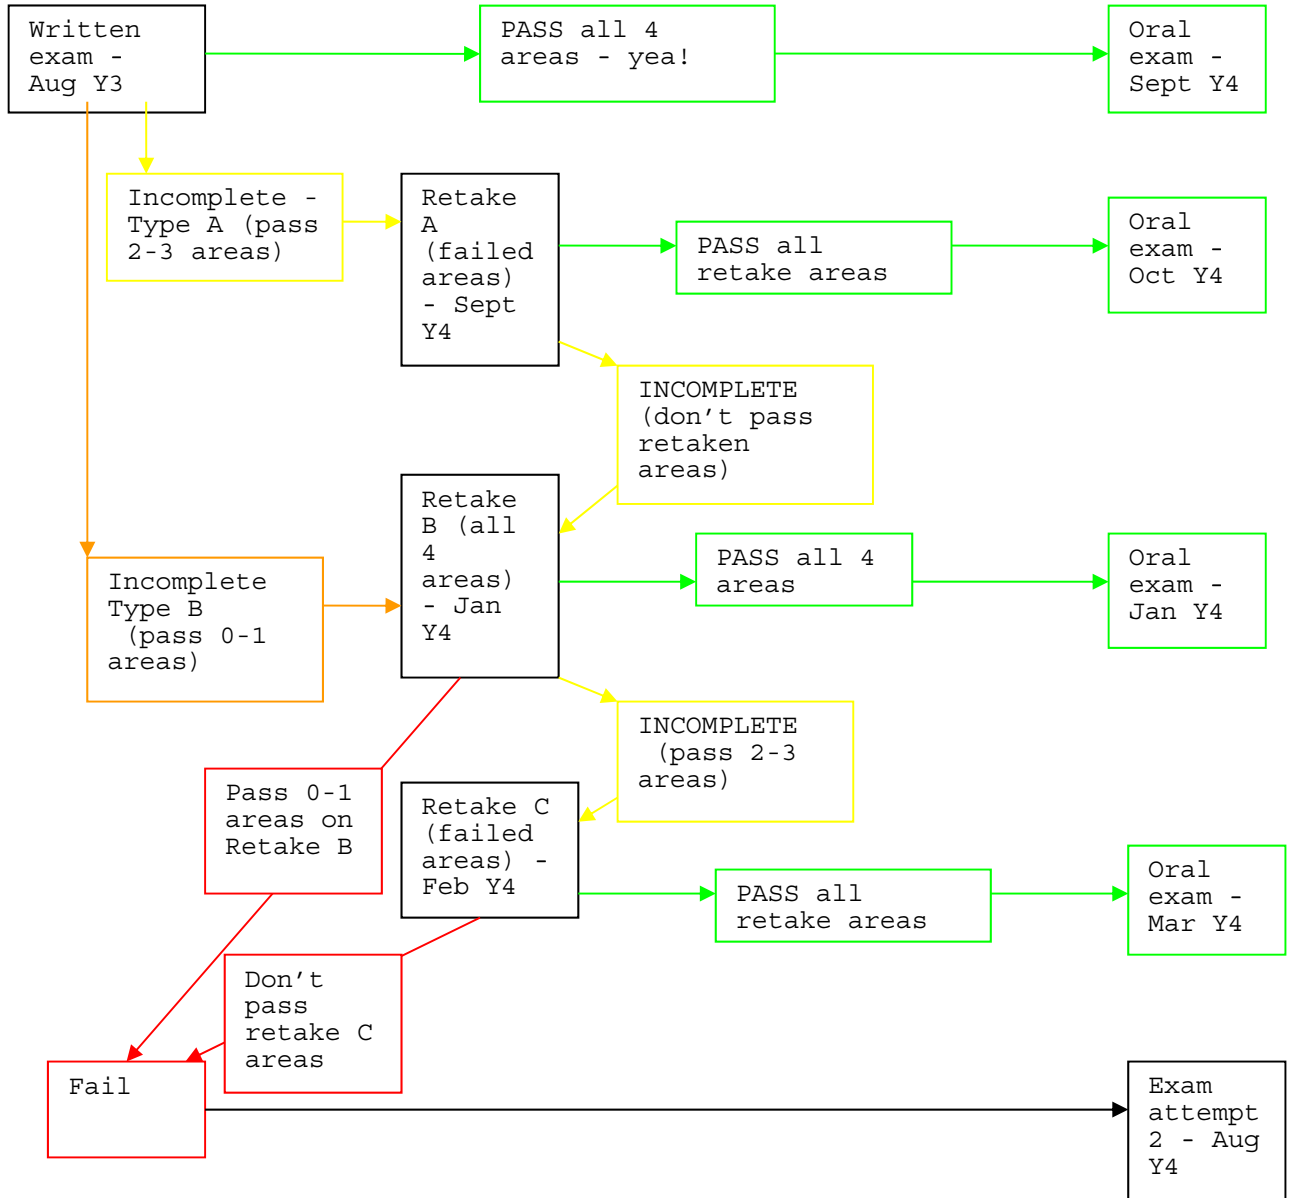 Written
exam -
Aug Y3
PASS all 4
areas - yea!
Oral
exam -
Sept Y4
Incomplete -
Type A (pass
2-3 areas)
Retake
A
(failed
areas)
- Sept
Y4
PASS all
retake areas
Oral
exam -
Oct Y4
INCOMPLETE
(don't pass
retaken
areas)
Retake
B (all
4
areas)
- Jan
Y4
PASS all 4
areas
Oral
exam -
Jan Y4
Incomplete
Type B
(pass 0-1
areas)
INCOMPLETE
(pass 2-3
areas)
Pass 0-1
areas on
Retake B
Retake C
(failed
areas) -
Feb Y4
PASS all
retake areas
Oral
exam -
Mar Y4
Don't
pass
retake C
areas
Fail
Exam
attempt
2 - Aug
Y4